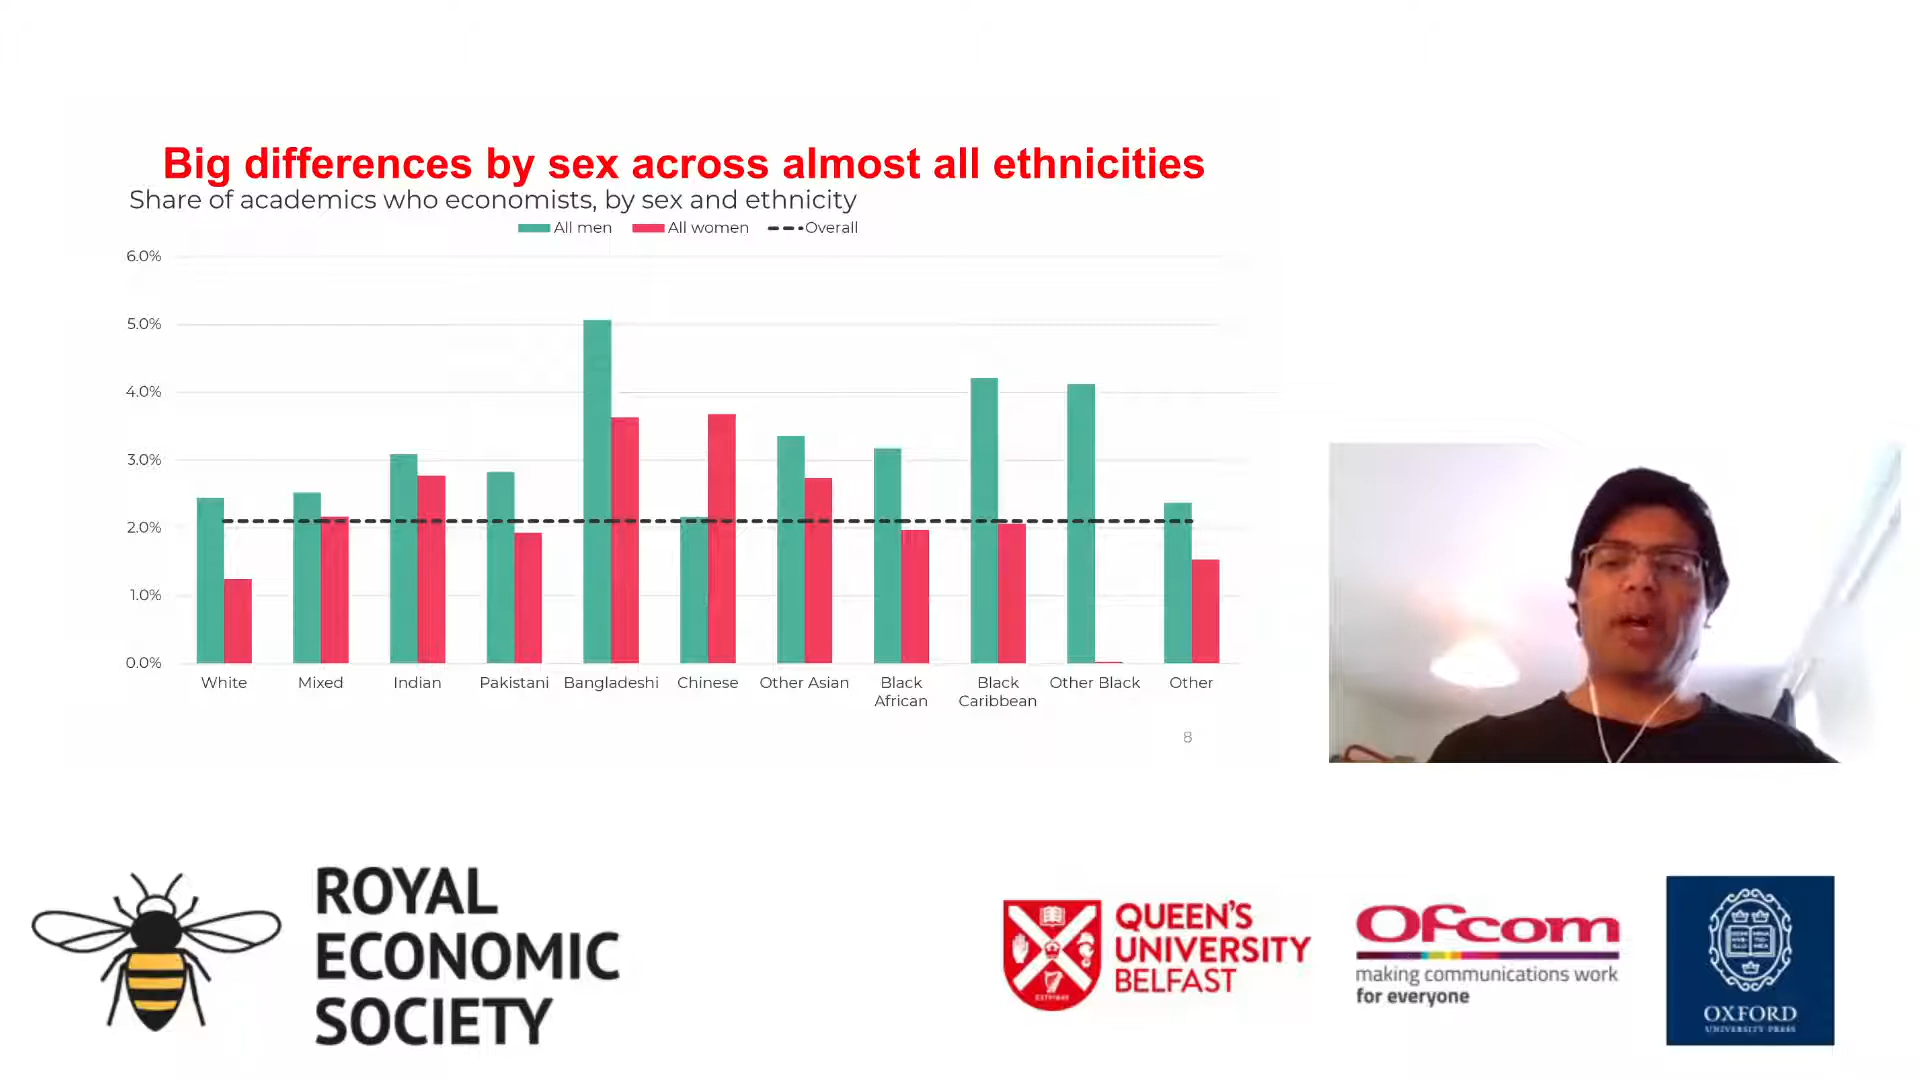 Big differences by sex across almost all ethnicities
Share of academics who economists, by sex and ethnicity
All men All women Overall
6.0%
5.0%
4.0%
3.0%
2.0%
1.0%
0.0%
White Mixed Indian Pakistani Bangladeshi Chinese Other Asian Black African Black Caribbean Other Black Other
8
ROYAL
ECONOMIC
SOCIETY
QUEEN'S
UNIVERSITY
BELFAST
Ofcom
making communications work
for everyone
OXFORD
UNIVERSITY PRESS